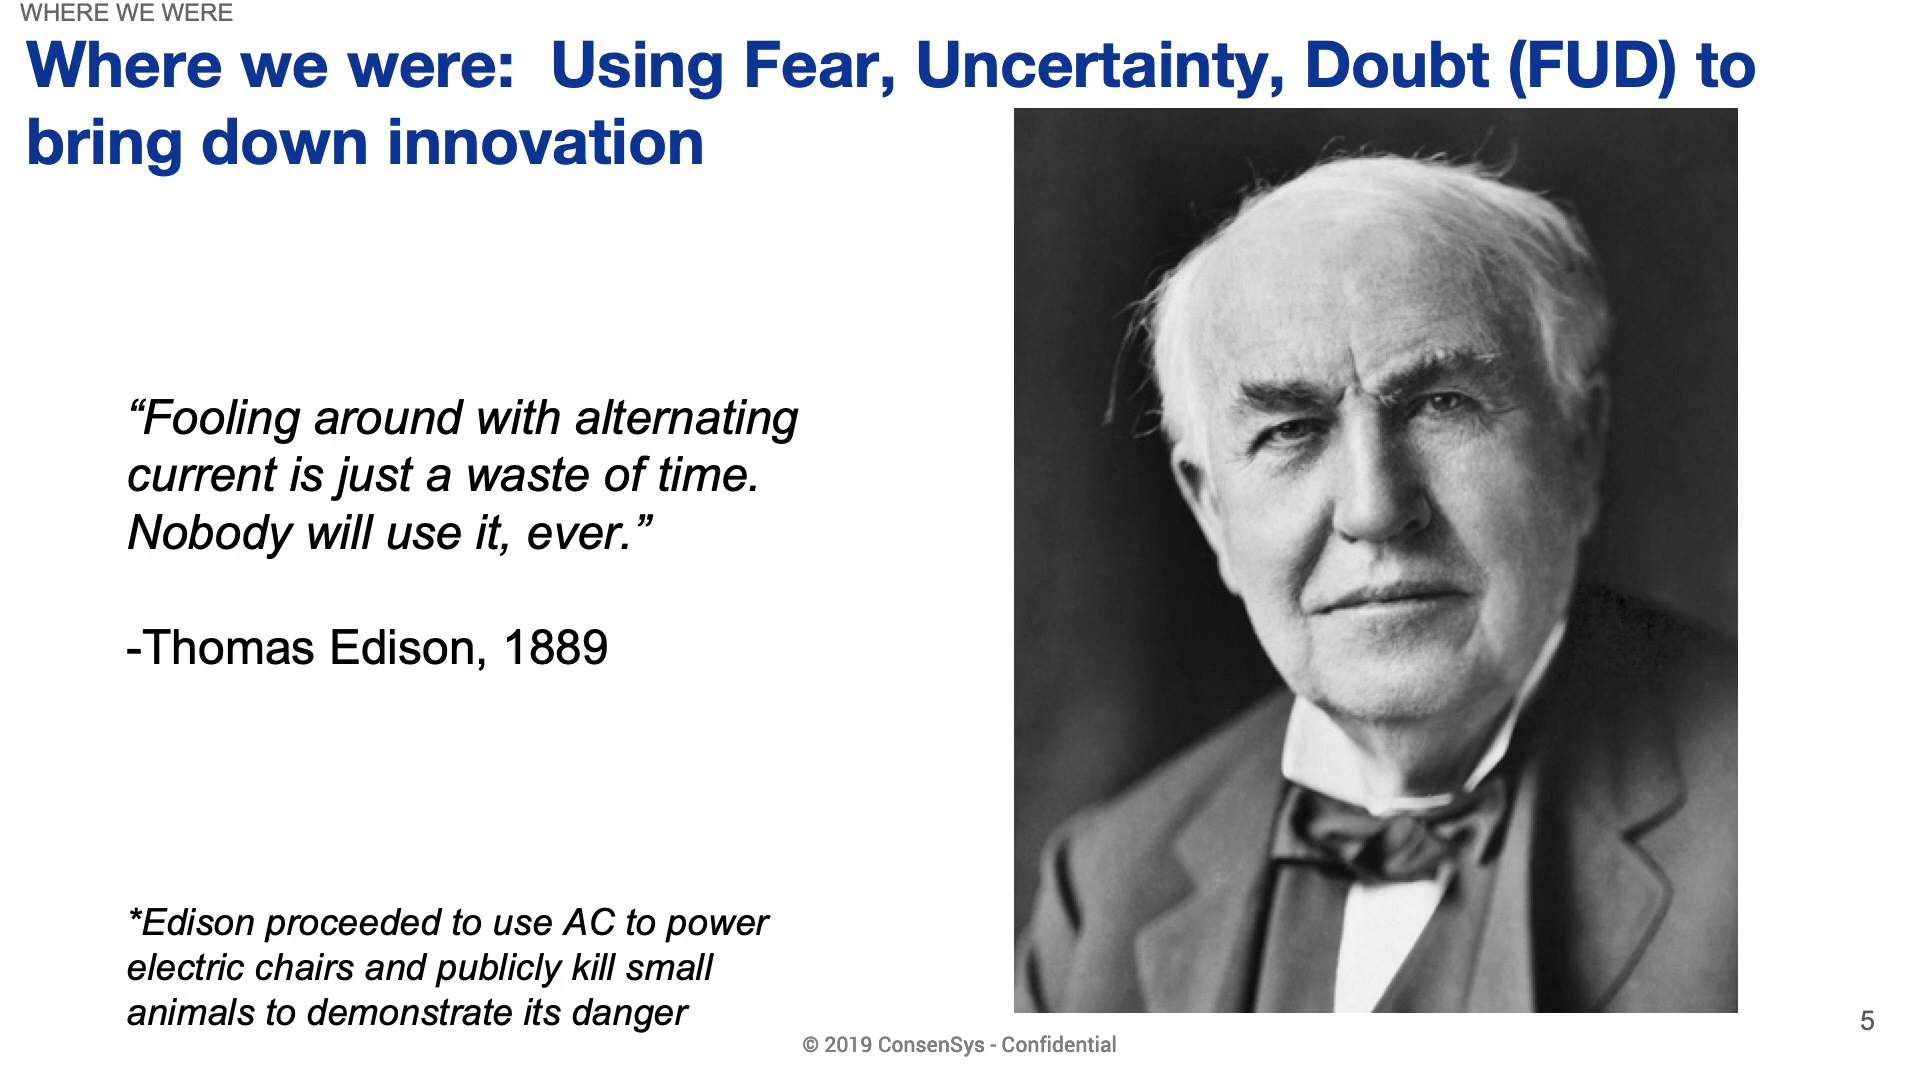 WHERE WE WERE
Where we were:  Using Fear, Uncertainty, Doubt (FUD) to
bring down innovation
“Fooling around with alternating
current is just a waste of time.
Nobody will use it, ever.”
-Thomas Edison, 1889
*Edison proceeded to use AC to power
electric chairs and publicly kill small
animals to demonstrate its danger
© 2019 ConsenSys - Confidential
5